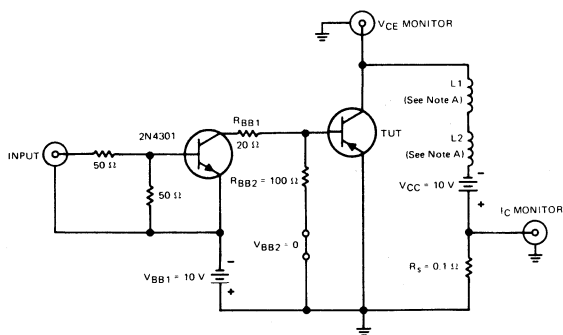 VCE MONITOR
L1
(See Note A)
RBB1
2N4301
20 Ω
TUT
L2
(See Note A)
INPUT
50 Ω
RBB2 = 100 Ω
VCC = 10 V
50 Ω
IC MONITOR
VBB2 = 0
VBB1 = 10 V
Rs = 0.1 Ω
- 
+
-
+